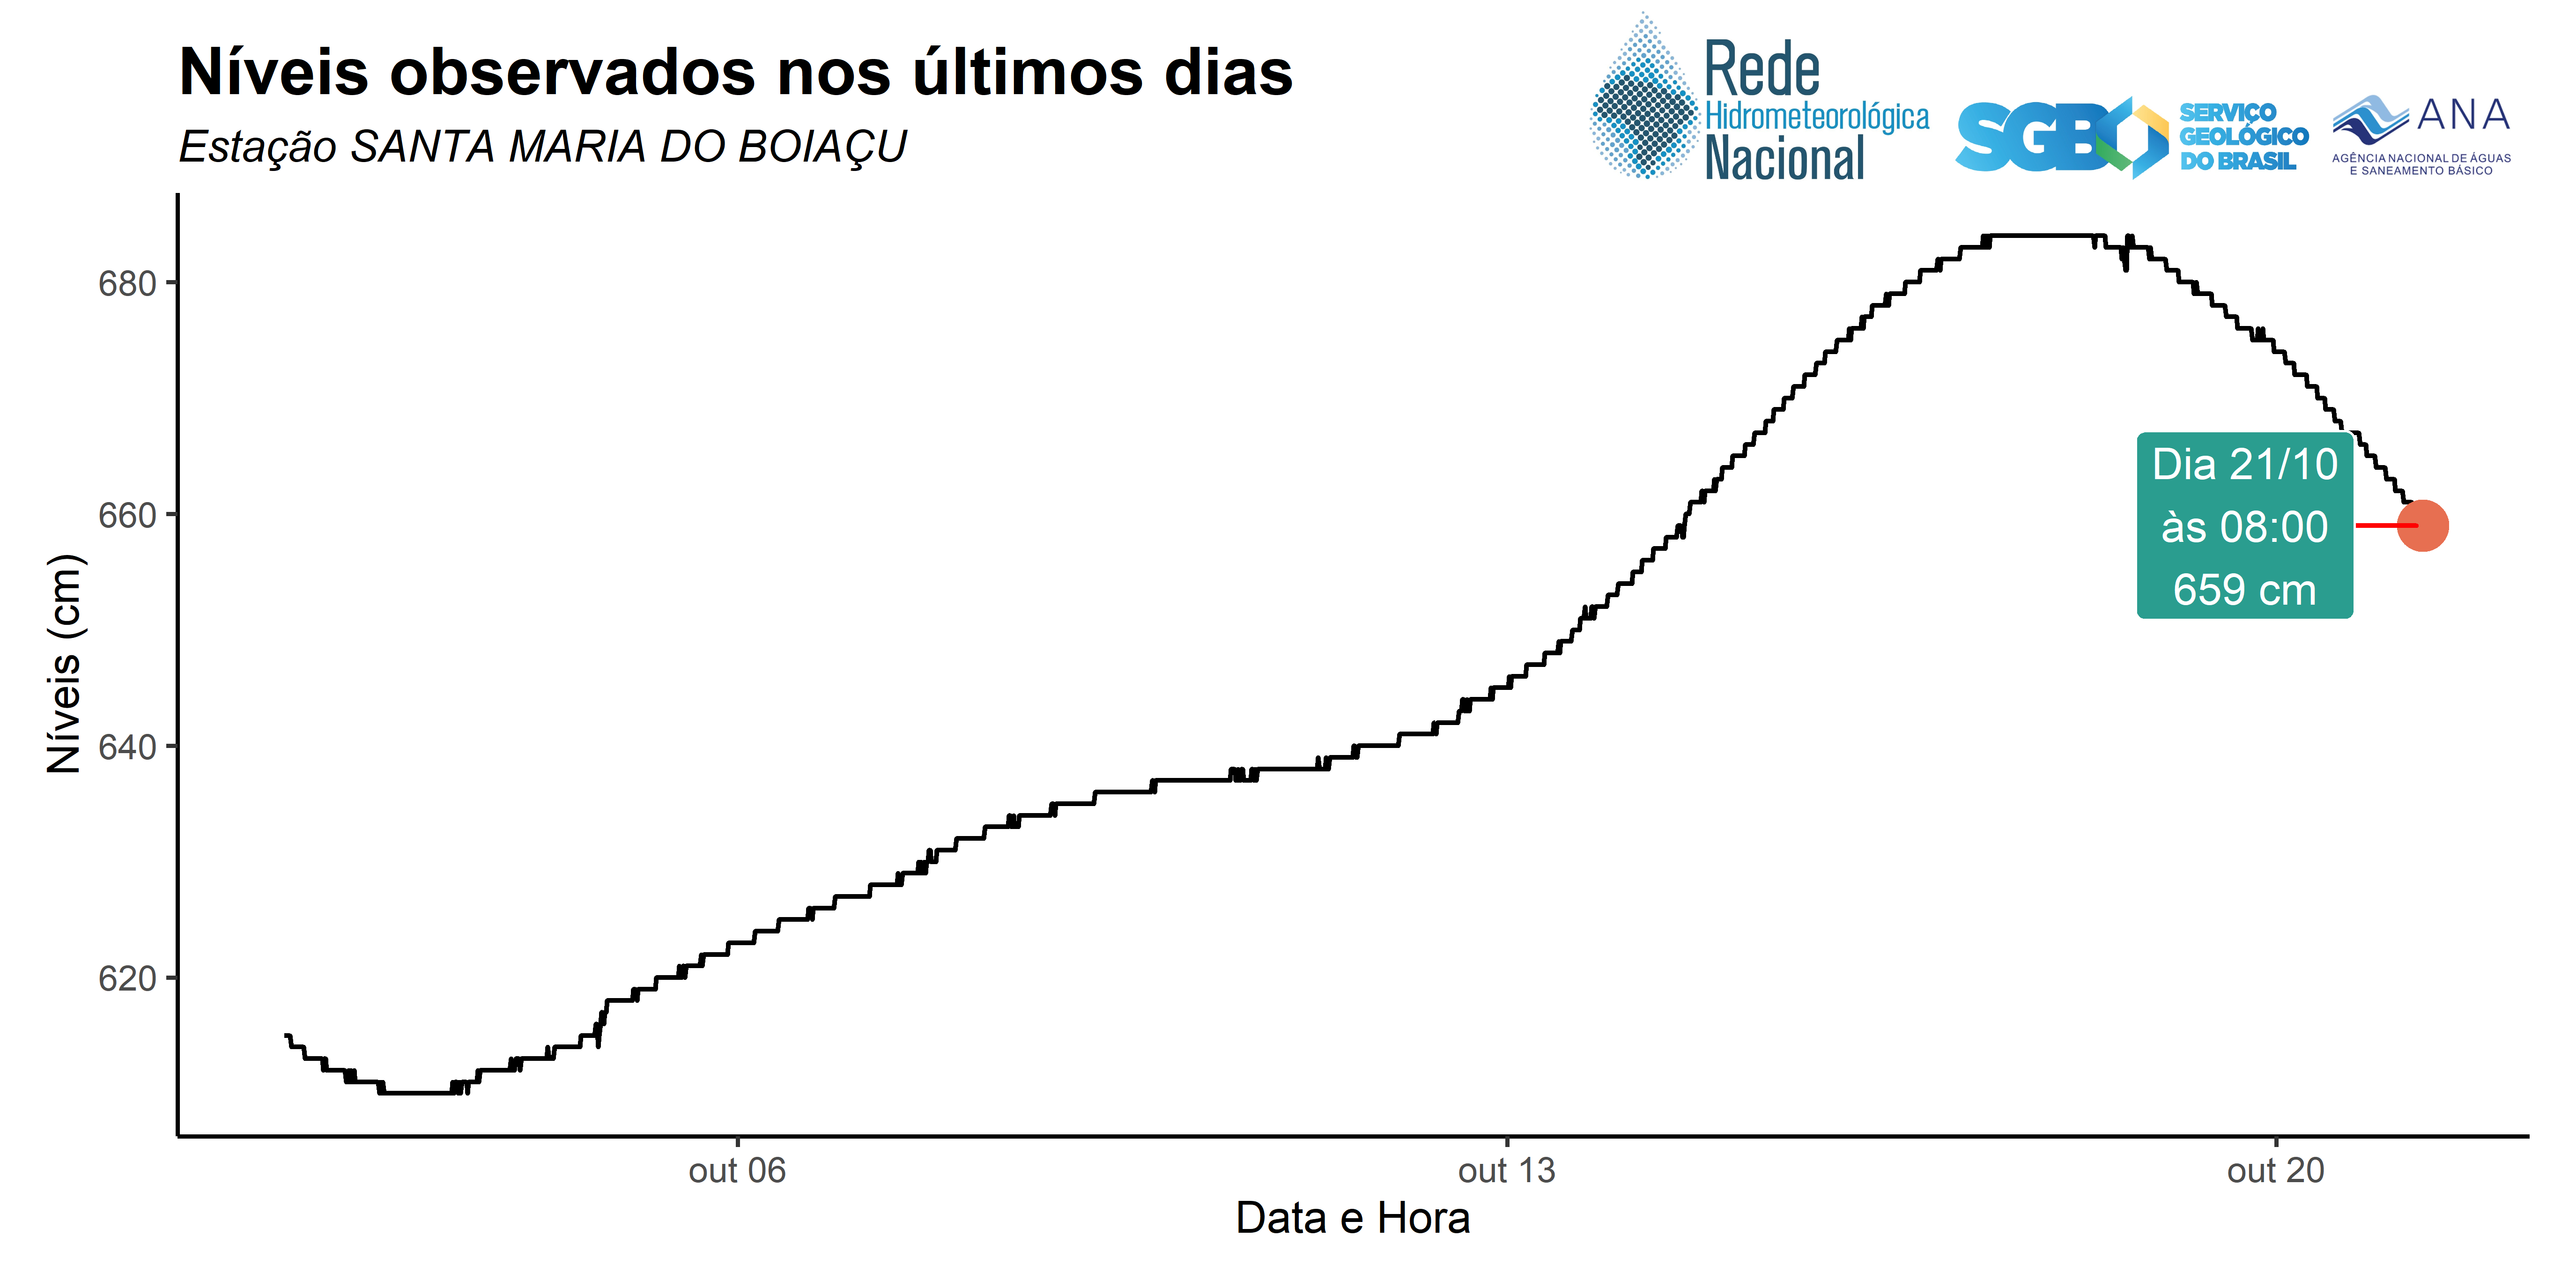 Níveis observados nos últimos dias
Estação SANTA MARIA DO BOIAÇU
Rede
Hidrometeorológica
Nacional
SGB
SERVIÇO
GEOLÓGICO
DO BRASIL
ANA
AGÊNCIA NACIONAL DE ÁGUAS
E SANEAMENTO BÁSICO
Níveis (cm)
680
660
640
620
Dia 21/10
às 08:00
659 cm
out 06
out 13
out 20
Data e Hora